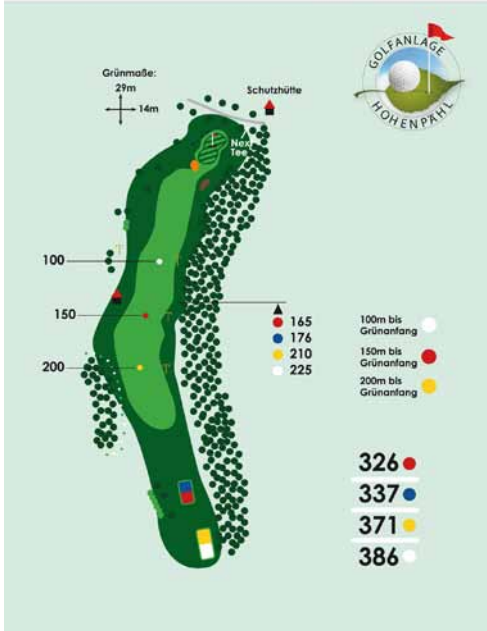 GOLFANLAGE
HOHENPÄHL
Grünmaße:
29m
14m
Schutzhütte
Next
Tee
100
150
200
165
176
210
225
100m bis
Grünanfang
150m bis
Grünanfang
200m bis
Grünanfang
326
337
371
386